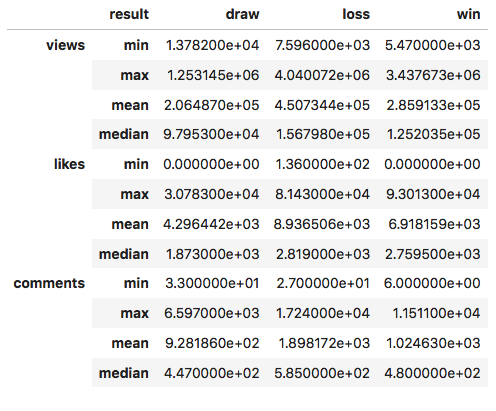 result draw loss win
views min 1.378200e+04 7.596000e+03 5.470000e+03
max 1.253145e+06 4.040072e+06 3.437673e+06
mean 2.064870e+05 4.507344e+05 2.859133e+05
median 9.795300e+04 1.567980e+05 1.252035e+05
likes min 0.000000e+00 1.360000e+02 0.000000e+00
max 3.078300e+04 8.143000e+04 9.301300e+04
mean 4.296442e+03 8.936506e+03 6.918159e+03
median 1.873000e+03 2.819000e+03 2.759500e+03
comments min 3.300000e+01 2.700000e+01 6.000000e+00
max 6.597000e+03 1.724000e+04 1.151100e+04
mean 9.281860e+02 1.898172e+03 1.024630e+03
median 4.470000e+02 5.850000e+02 4.800000e+02